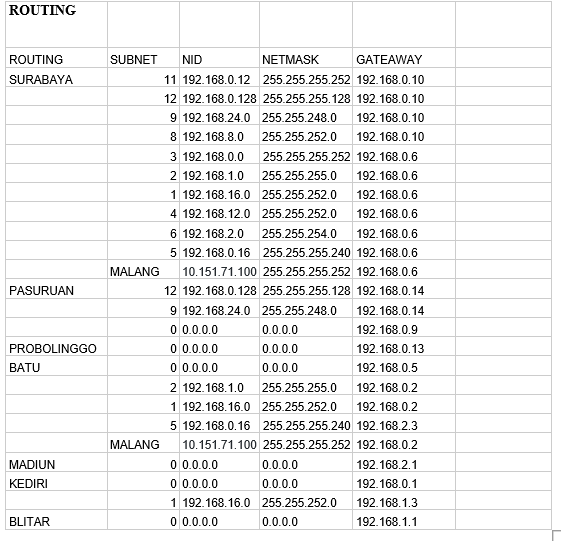 ROUTING
ROUTING SUBNET NID NETMASK GATEAWAY
SURABAYA 11 192.168.0.12 255.255.255.252 192.168.0.10
12 192.168.0.128 255.255.255.128 192.168.0.10
9 192.168.24.0 255.255.248.0 192.168.0.10
8 192.168.8.0 255.255.252.0 192.168.0.10
3 192.168.0.0 255.255.255.252 192.168.0.6
2 192.168.1.0 255.255.255.0 192.168.0.6
1 192.168.16.0 255.255.252.0 192.168.0.6
4 192.168.12.0 255.255.252.0 192.168.0.6
6 192.168.2.0 255.255.254.0 192.168.0.6
5 192.168.0.16 255.255.255.240 192.168.0.6
MALANG 10.151.71.100 255.255.255.252 192.168.0.6
PASURUAN 12 192.168.0.128 255.255.255.128 192.168.0.14
9 192.168.24.0 255.255.248.0 192.168.0.14
0 0.0.0.0 0.0.0.0 192.168.0.9
PROBOLINGGO 0 0.0.0.0 0.0.0.0 192.168.0.13
BATU 0 0.0.0.0 0.0.0.0 192.168.0.5
2 192.168.1.0 255.255.255.0 192.168.0.2
1 192.168.16.0 255.255.252.0 192.168.0.2
5 192.168.0.16 255.255.255.240 192.168.2.3
MALANG 10.151.71.100 255.255.255.252 192.168.0.2
MADIUN 0 0.0.0.0 0.0.0.0 192.168.2.1
KEDIRI 0 0.0.0.0 0.0.0.0 192.168.0.1
1 192.168.16.0 255.255.252.0 192.168.1.3
BLITAR 0 0.0.0.0 0.0.0.0 192.168.1.1